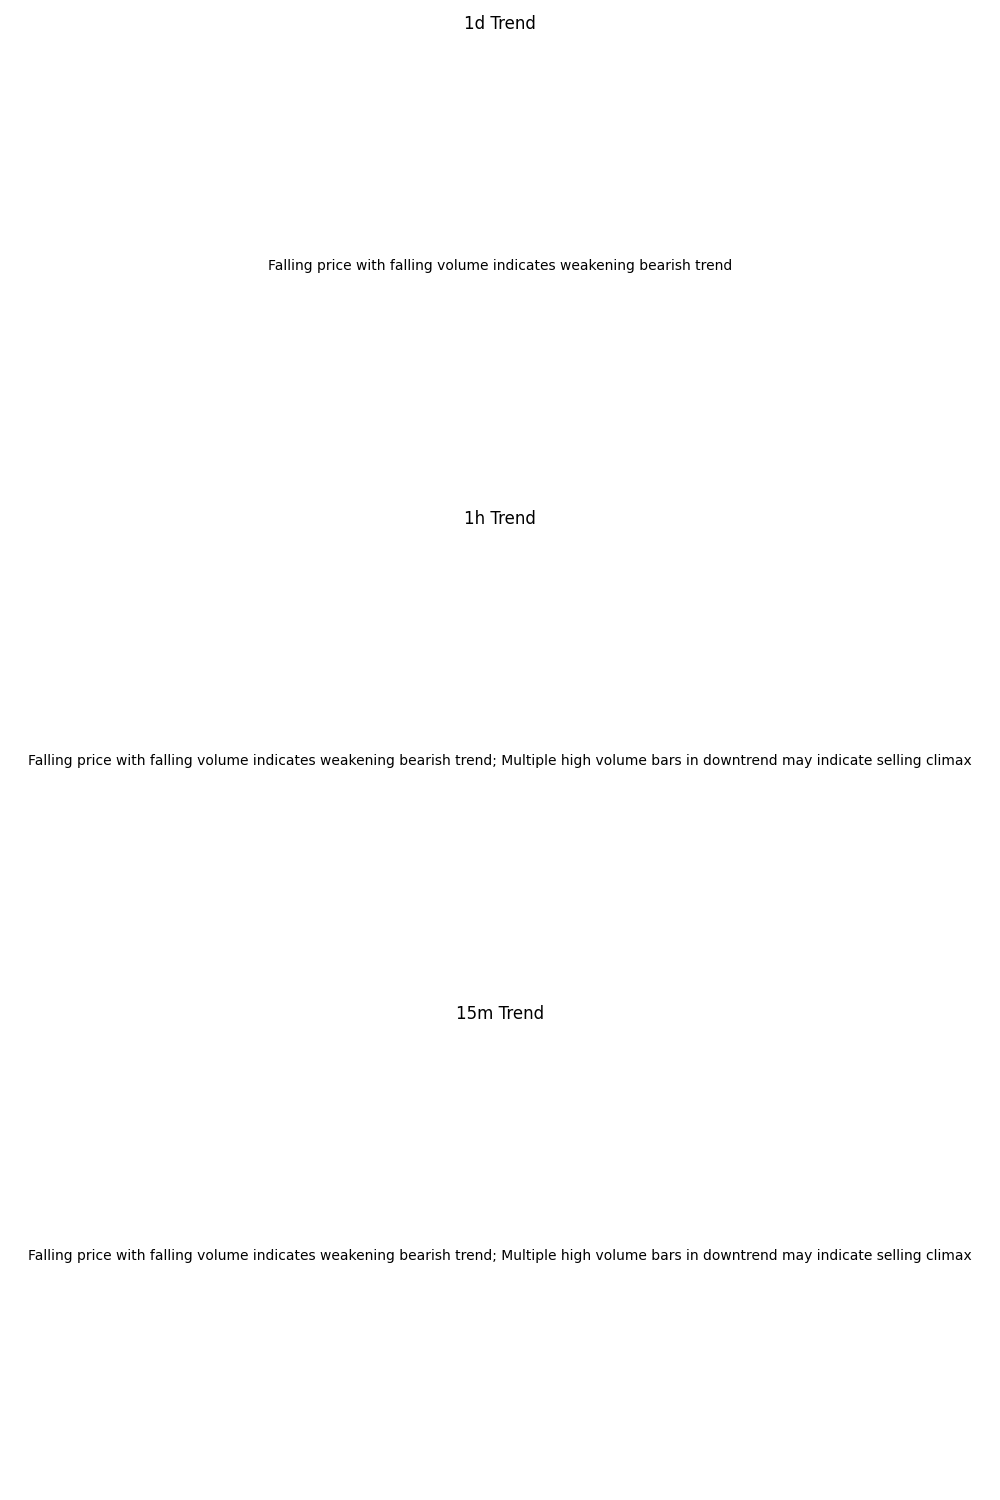 1d Trend
Falling price with falling volume indicates weakening bearish trend
1h Trend
Falling price with falling volume indicates weakening bearish trend; Multiple high volume bars in downtrend may indicate selling climax
15m Trend
Falling price with falling volume indicates weakening bearish trend; Multiple high volume bars in downtrend may indicate selling climax